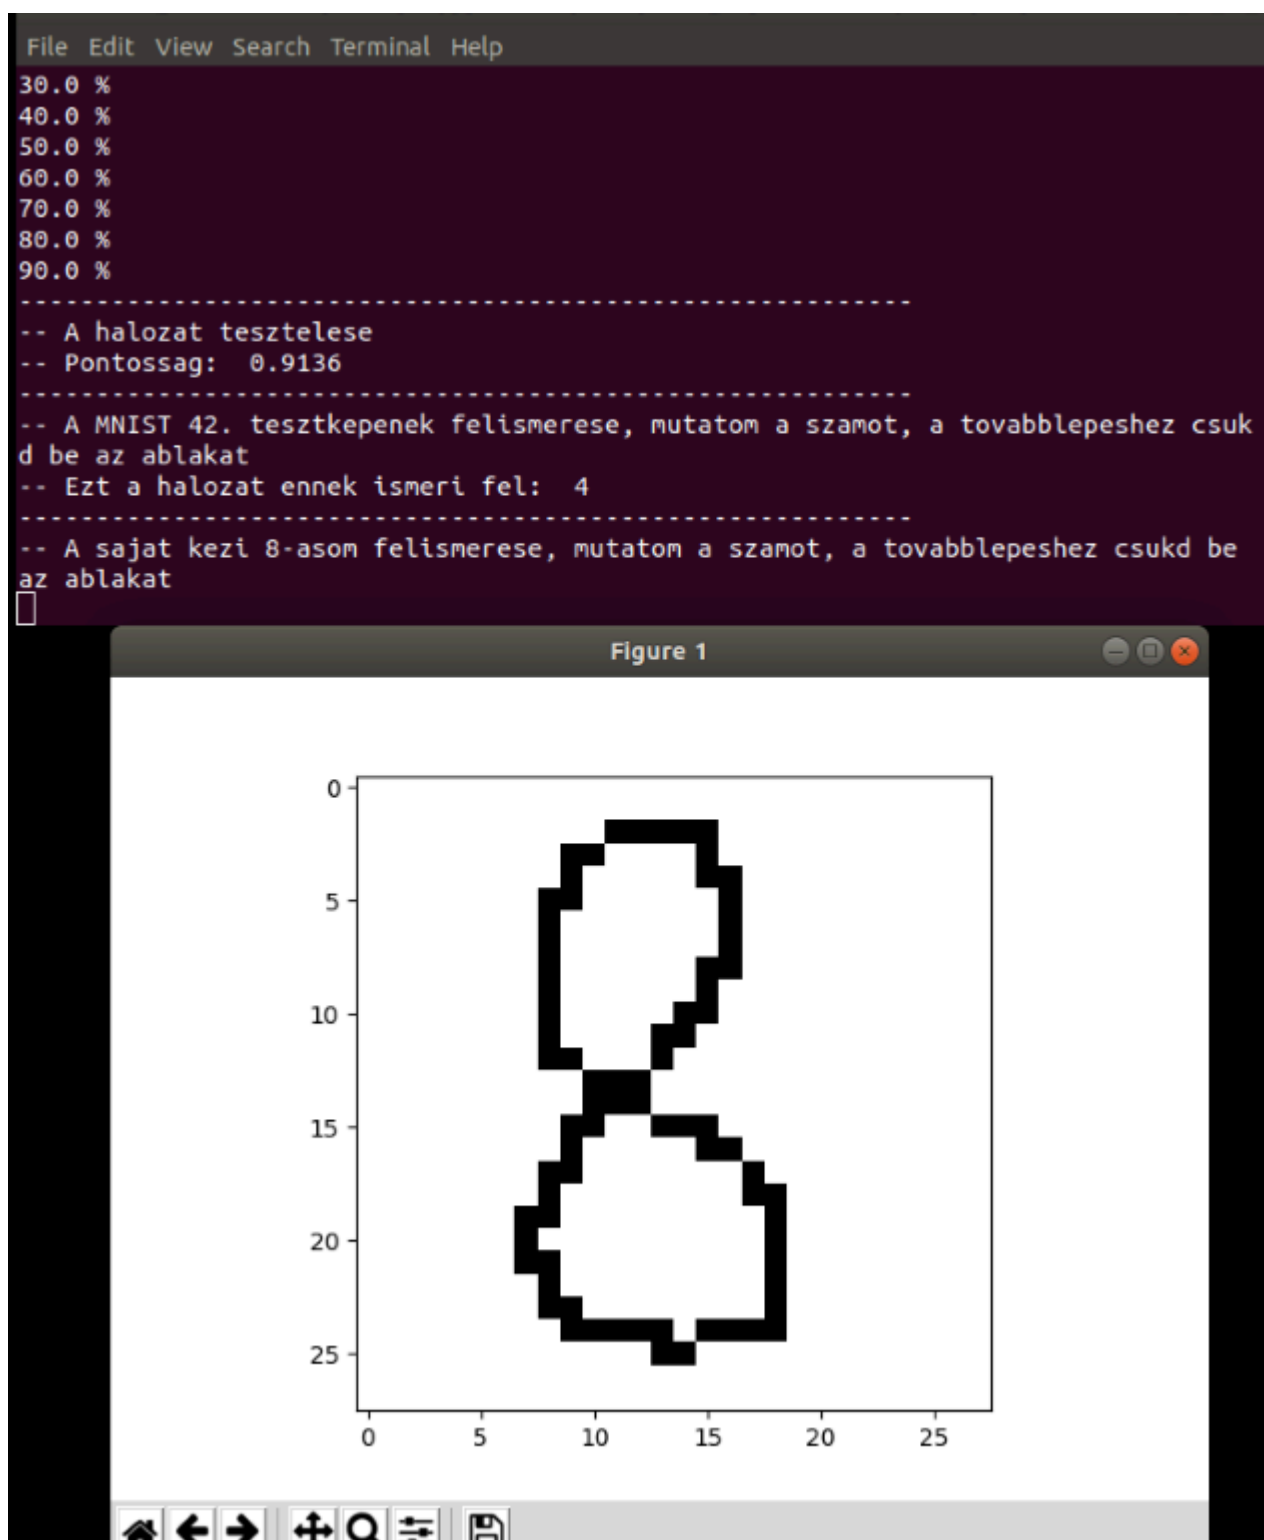 File Edit View Search Terminal Help
30.0 %
40.0 %
50.0 %
60.0 %
70.0 %
80.0 %
90.0 %
----------------------------------------------------------
-- A halozat tesztelese
-- Pontossag:  0.9136
----------------------------------------------------------
-- A MNIST 42. tesztkepenek felismerese, mutatom a szamot, a tovabblepeshez csuk
d be az ablakat
-- Ezt a halozat ennek ismeri fel:  4
----------------------------------------------------------
-- A sajat kezi 8-asom felismerese, mutatom a szamot, a tovabblepeshez csukd be
az ablakat
Figure 1
0
5
10
15
20
25
0 5 10 15 20 25